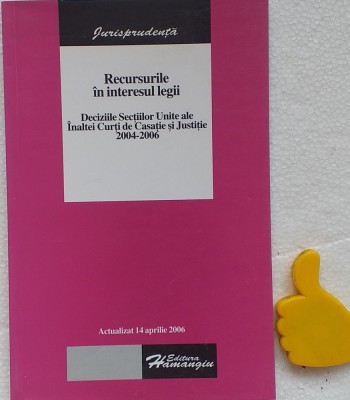 Jurisprudență
Recursurile
în interesul legii
Deciziile Secțiilor Unite ale
Înaltei Curți de Casație și Justiție
2004-2006
Actualizat 14 aprilie 2006
Editura
Hamangiu